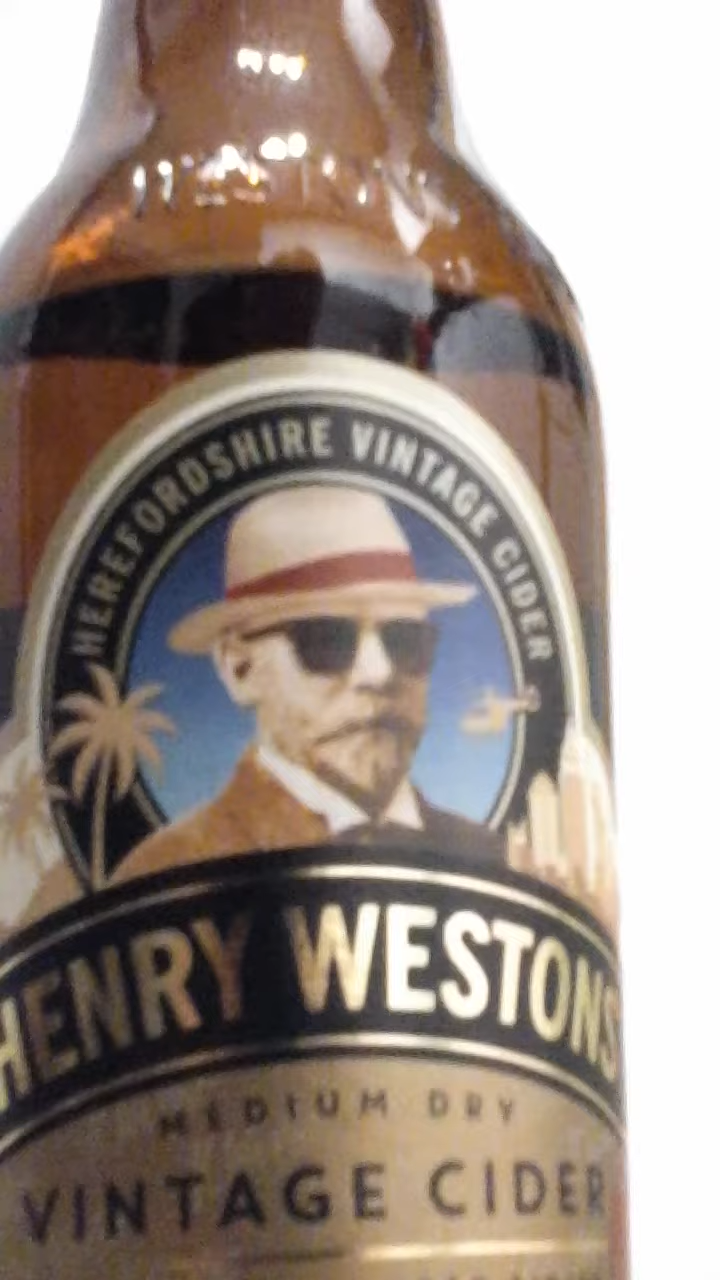 HEREFORDSHIRE VINTAGE CIDER
HENRY WESTONS
MEDIUM DRY
VINTAGE CIDER